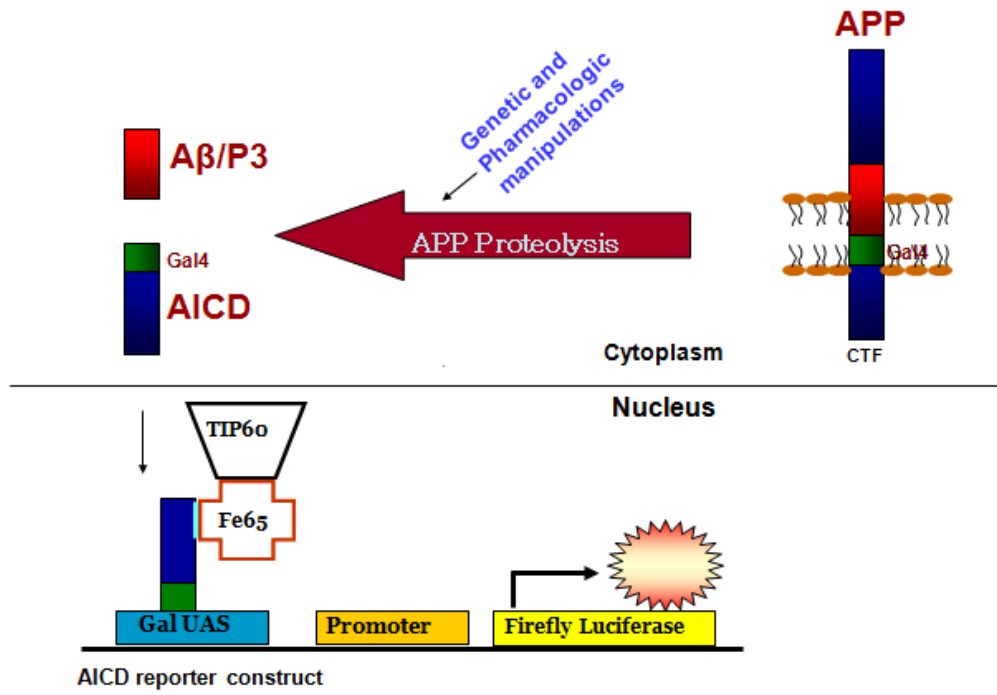 APP
Genetic and
Pharmacologic
manipulations
Aβ/P3
APP Proteolysis
Gal4
Gal4
AICD
Cytoplasm
CTF
Nucleus
TIP60
Fe65
Gal UAS
Promoter
Firefly Luciferase
AICD reporter construct